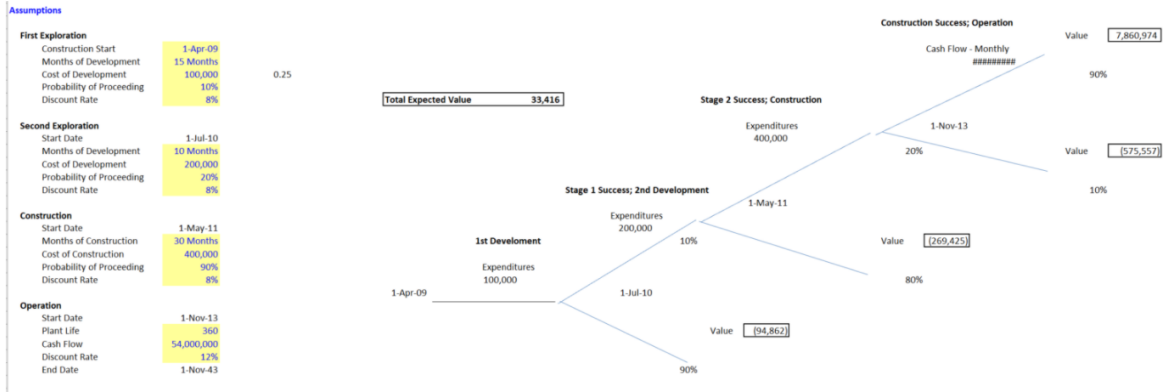 Assumptions
First Exploration
Construction Start 1-Apr-09
Months of Development 15 Months
Cost of Development 100,000 0.25
Probability of Proceeding 10%
Discount Rate 8%
Second Exploration
Start Date 1-Jul-10
Months of Development 10 Months
Cost of Development 200,000
Probability of Proceeding 20%
Discount Rate 8%
Construction
Start Date 1-May-11
Months of Construction 30 Months
Cost of Construction 400,000
Probability of Proceeding 90%
Discount Rate 8%
Operation
Start Date 1-Nov-13
Plant Life 360
Cash Flow 54,000,000
Discount Rate 12%
End Date 1-Nov-43
Total Expected Value 33,416
1st Develoment
Expenditures
100,000
1-Apr-09
Stage 1 Success; 2nd Development
Expenditures
200,000
10%
1-Jul-10
Value (94,862)
90%
Stage 2 Success; Construction
Expenditures
400,000
20%
1-May-11
Value (269,425)
80%
Construction Success; Operation
Cash Flow - Monthly
#########
Value 7,860,974
90%
1-Nov-13
Value (575,557)
10%